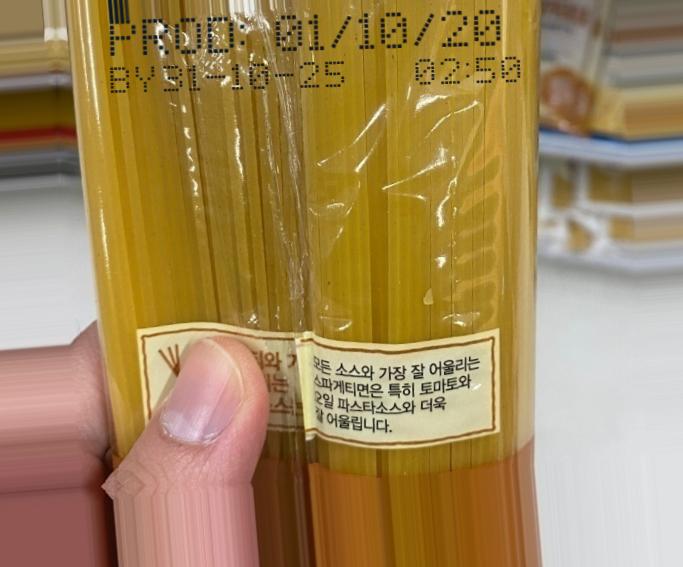 PROD: 01/10/20
BY31-10-25 02:50
모든 소스와 가장 잘 어울리는
스파게티면은 특히 토마토와
오일 파스타소스와 더욱
잘 어울립니다.